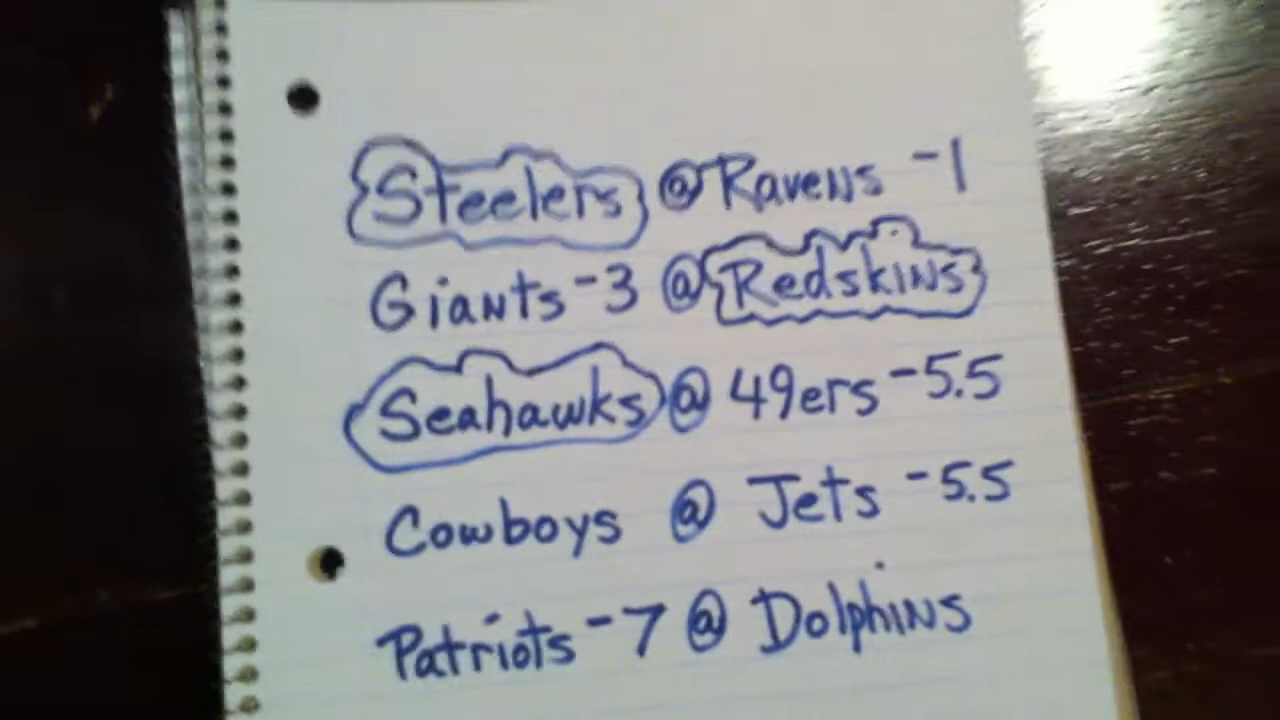 Steelers @ Ravens -1
Giants -3 @ Redskins
Seahawks @ 49ers -5.5
Cowboys @ Jets -5.5
Patriots -7 @ Dolphins